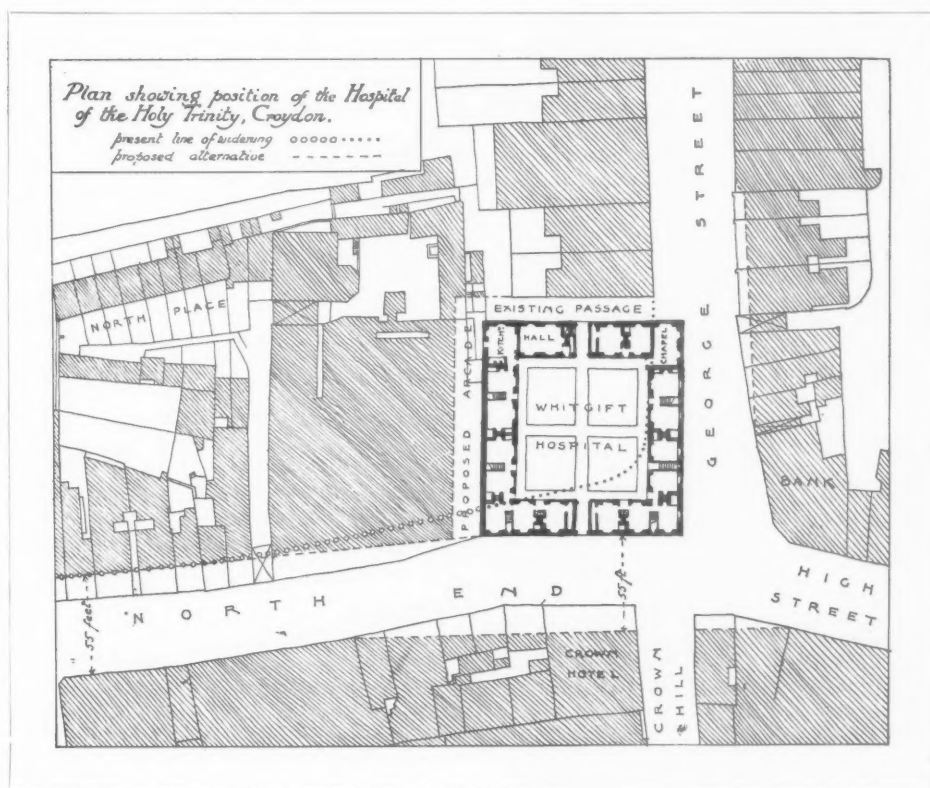 Plan showing position of the Hospital
of the Holy Trinity, Croydon.
present line of widening
proposed alternative
GEORGE STREET
NORTH PLACE
EXISTING PASSAGE
PROPOSED ARCADE
KITCHN
HALL
CHAPEL
WHITGIFT
HOSPITAL
BANK
HIGH
STREET
NORTH END
55 feet
55 ft
CROWN
HOTEL
CROWN
HILL